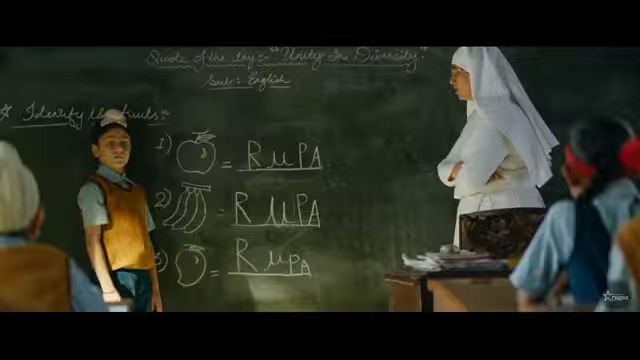 Quote of the day:- "Unity In Diversity."
Sub: English
* Identify the fruits:-
1) = RUPA
2) = RUPA
3) = RUPA